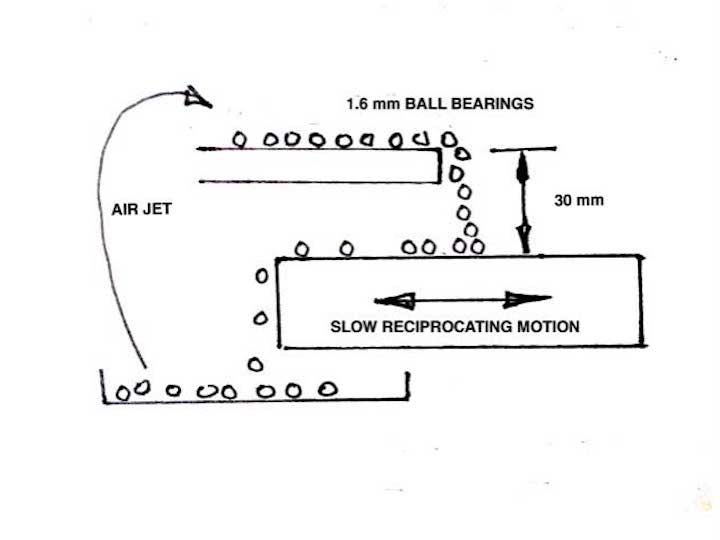 1.6 mm BALL BEARINGS
AIR JET
30 mm
SLOW RECIPROCATING MOTION